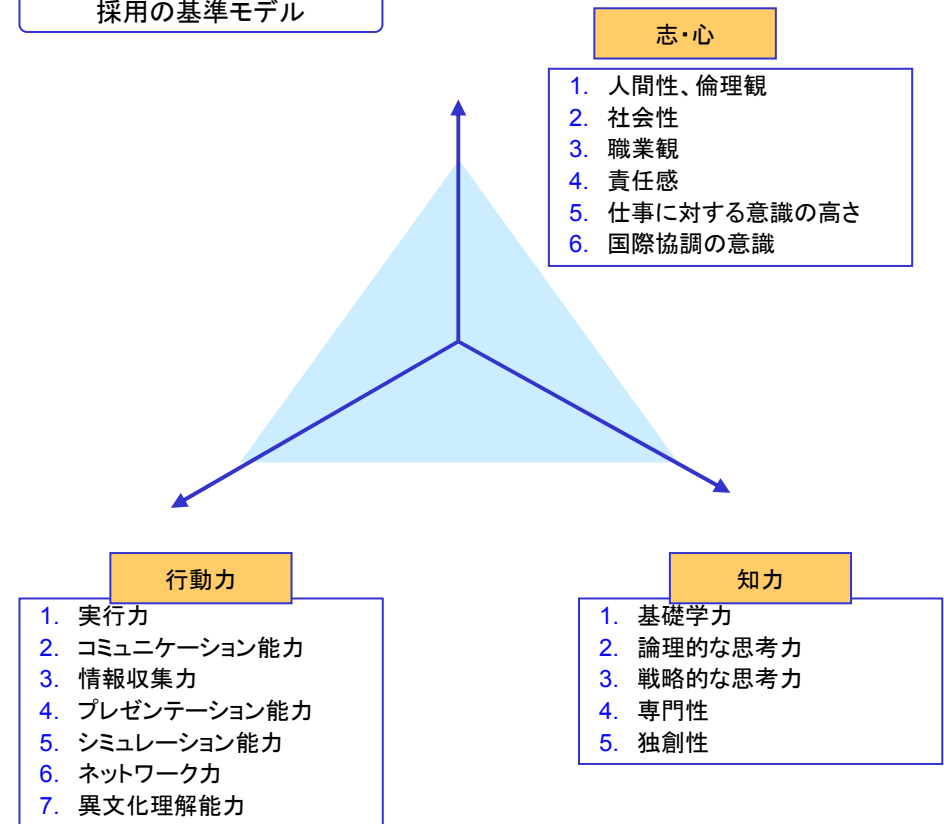 採用の基準モデル
志・心
1. 人間性、倫理観
2. 社会性
3. 職業観
4. 責任感
5. 仕事に対する意識の高さ
6. 国際協調の意識
行動力
1. 実行力
2. コミュニケーション能力
3. 情報収集力
4. プレゼンテーション能力
5. シミュレーション能力
6. ネットワーク力
7. 異文化理解能力
知力
1. 基礎学力
2. 論理的な思考力
3. 戦略的な思考力
4. 専門性
5. 独創性